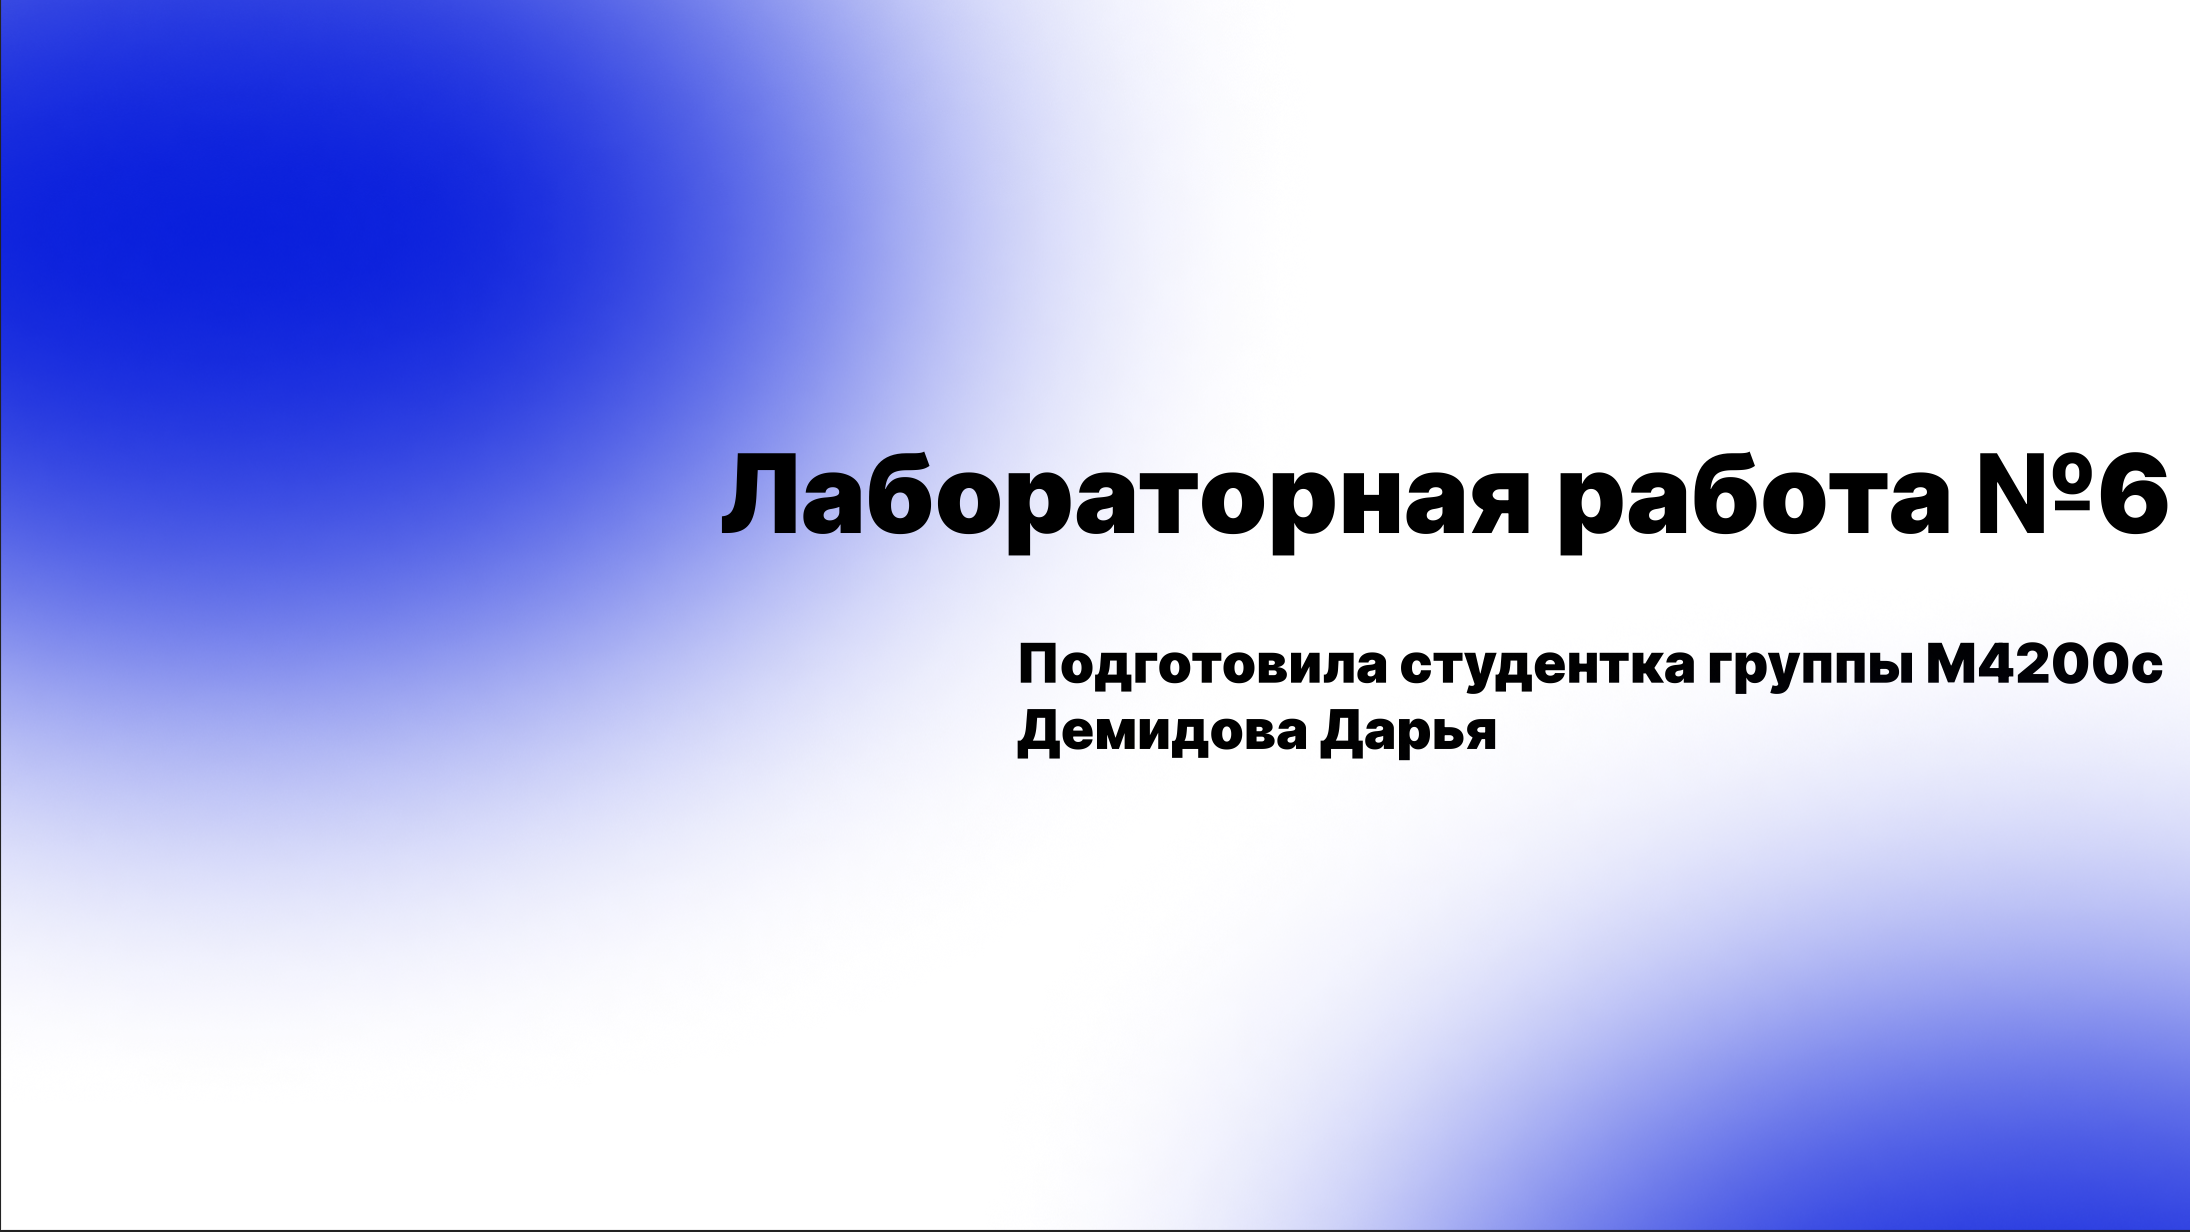 Лабораторная работа №6
Подготовила студентка группы М4200с
Демидова Дарья